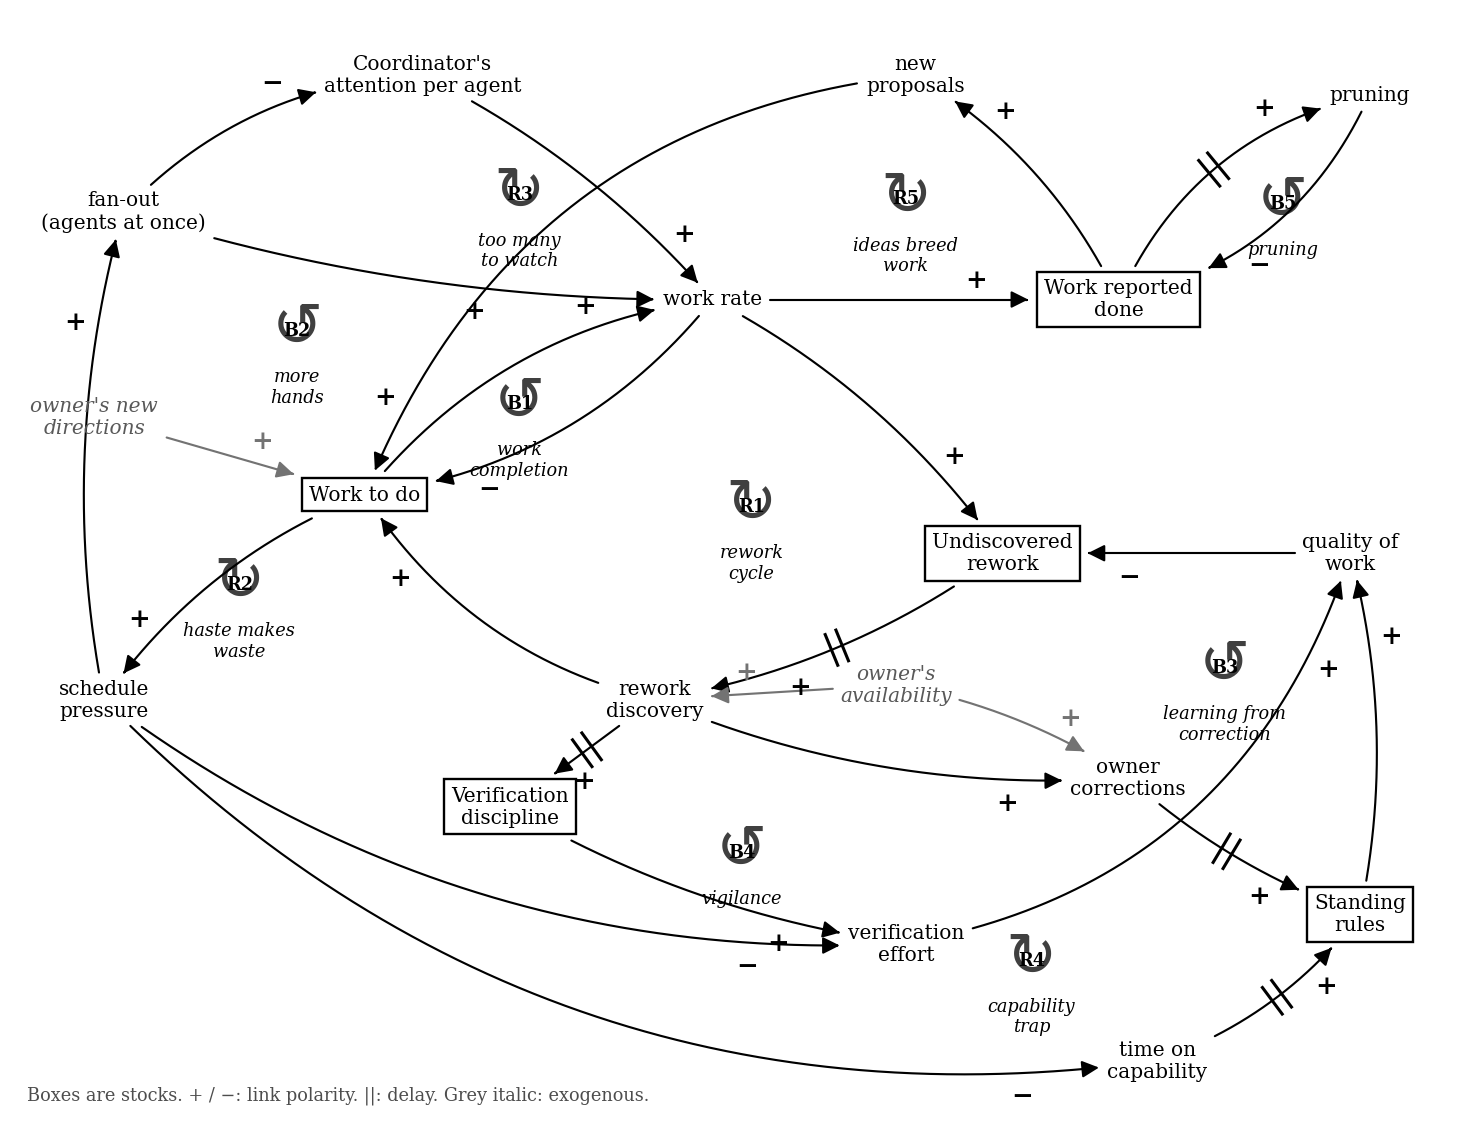 Coordinator's
attention per agent
new
proposals
pruning
−
+
+
fan-out
(agents at once)
R3
too many
to watch
R5
ideas breed
work
B5
pruning
−
+
+
work rate
+
Work reported
done
+
+
+
B2
more
hands
owner's new
directions
+
+
B1
work
completion
−
Work to do
+
R1
rework
cycle
Undiscovered
rework
quality of
work
−
+
R2
haste makes
waste
+
schedule
pressure
rework
discovery
+
+
owner's
availability
+
B3
learning from
correction
+
+
owner
corrections
+
Verification
discipline
+
B4
vigilance
+
−
verification
effort
+
Standing
rules
R4
capability
trap
+
time on
capability
−
Boxes are stocks. + / −: link polarity. ||: delay. Grey italic: exogenous.